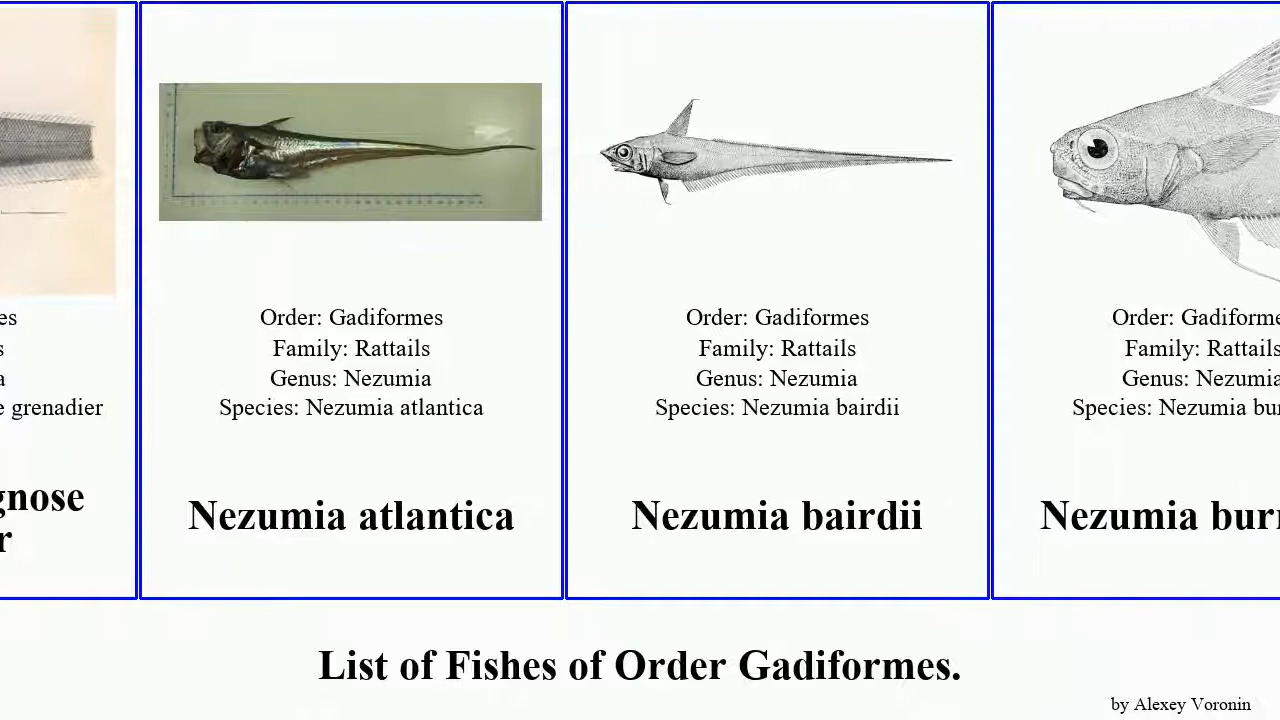 es
s
a
e grenadier
gnose
r
Order: Gadiformes
Family: Rattails
Genus: Nezumia
Species: Nezumia atlantica
Nezumia atlantica
Order: Gadiformes
Family: Rattails
Genus: Nezumia
Species: Nezumia bairdii
Nezumia bairdii
Order: Gadiforme
Family: Rattails
Genus: Nezumia
Species: Nezumia bur
Nezumia bur
List of Fishes of Order Gadiformes.
by Alexey Voronin